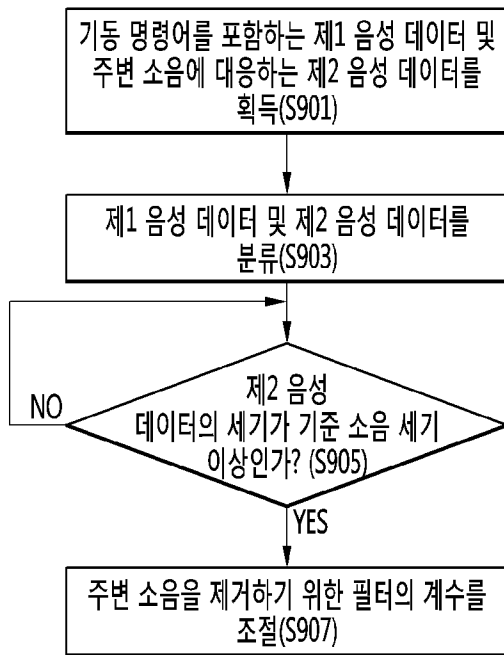 기동 명령어를 포함하는 제1 음성 데이터 및
주변 소음에 대응하는 제2 음성 데이터를
획득(S901)
제1 음성 데이터 및 제2 음성 데이터를
분류(S903)
제2 음성
데이터의 세기가 기준 소음 세기
이상인가? (S905)
NO
YES
주변 소음을 제거하기 위한 필터의 계수를
조절(S907)